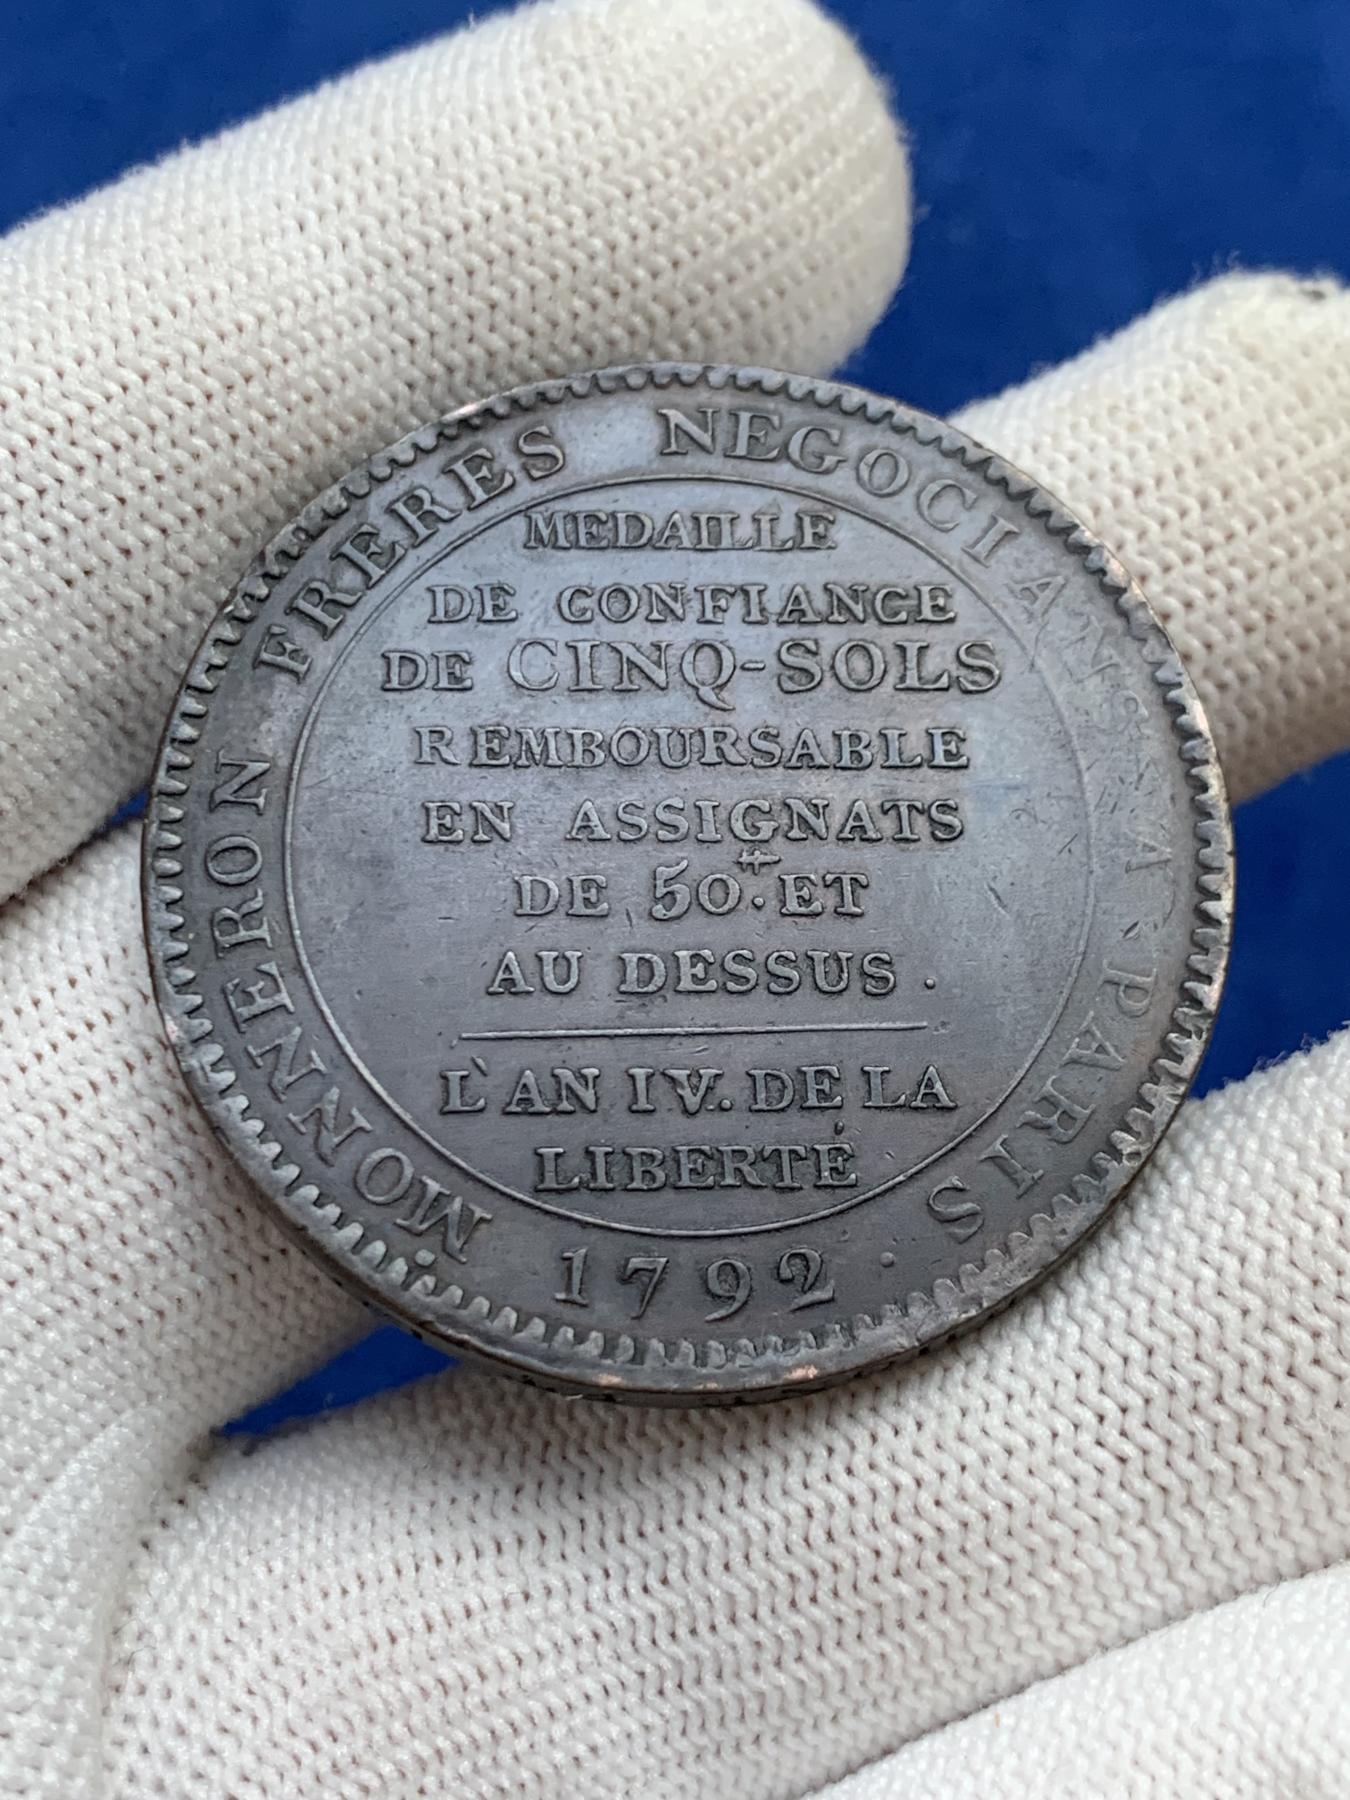 MONNERON FRERES NEGOCIANS A PARIS
MEDAILLE
DE CONFIANCE
DE CINQ-SOLS
REMBOURSABLE
EN ASSIGNATS
DE 50₶.ET
AU DESSUS .
L'AN IV. DE LA
LIBERTÉ
1792 .